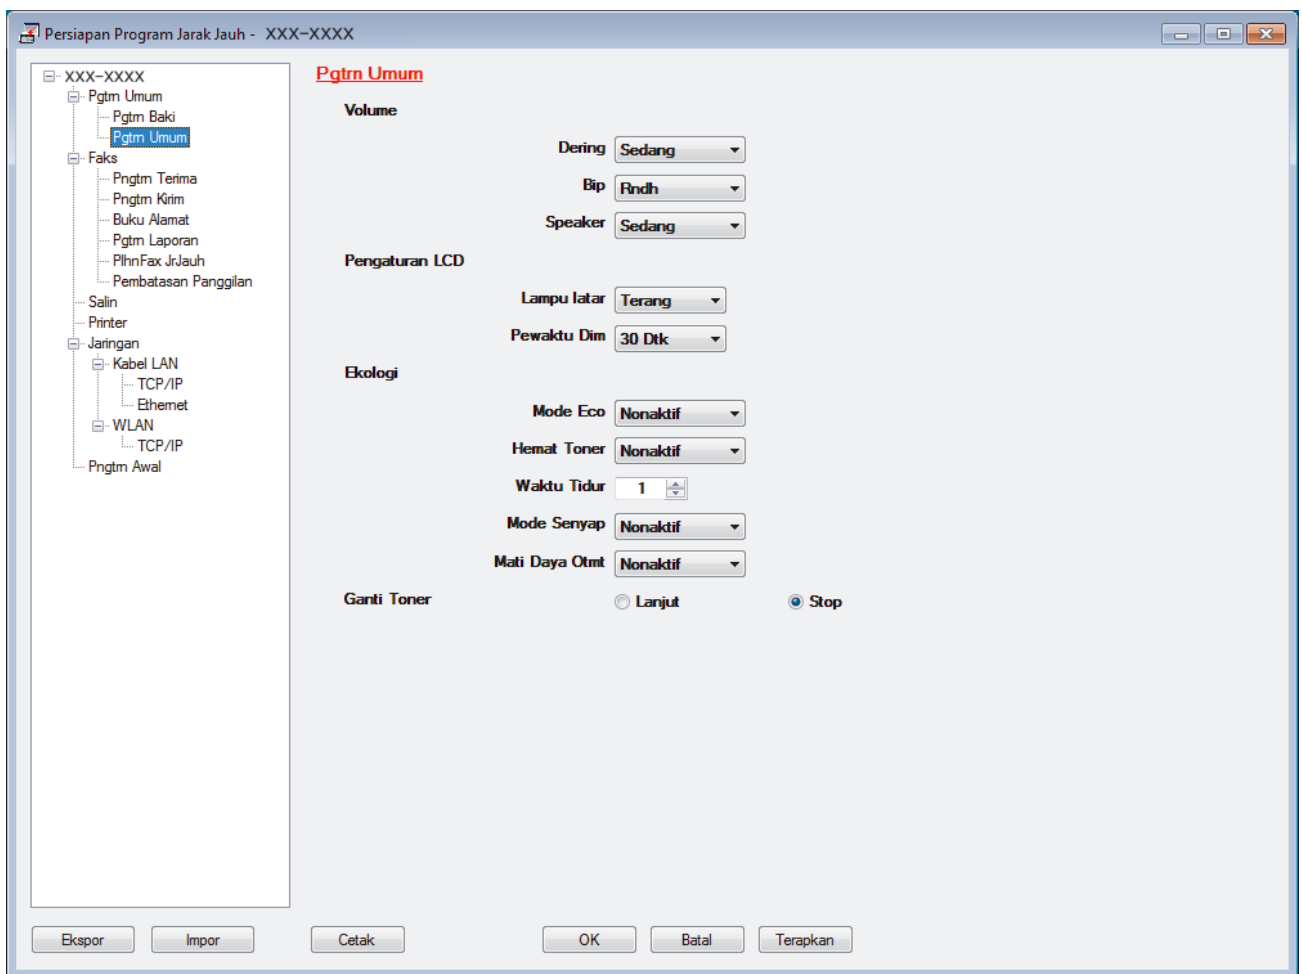 Persiapan Program Jarak Jauh - XXX-XXXX
XXX-XXXX
Pgtrn Umum
Pgtrn Baki
Pgtrn Umum
Faks
Pngtrn Terima
Pngtrn Kirim
Buku Alamat
Pgtrn Laporan
PlhnFax JrJauh
Pembatasan Panggilan
Salin
Printer
Jaringan
Kabel LAN
TCP/IP
Ethernet
WLAN
TCP/IP
Pngtrn Awal
Pgtrn Umum
Volume
Dering Sedang
Bip Rndh
Speaker Sedang
Pengaturan LCD
Lampu latar Terang
Pewaktu Dim 30 Dtk
Ekologi
Mode Eco Nonaktif
Hemat Toner Nonaktif
Waktu Tidur 1
Mode Senyap Nonaktif
Mati Daya Otmt Nonaktif
Ganti Toner Lanjut Stop
Ekspor Impor Cetak OK Batal Terapkan